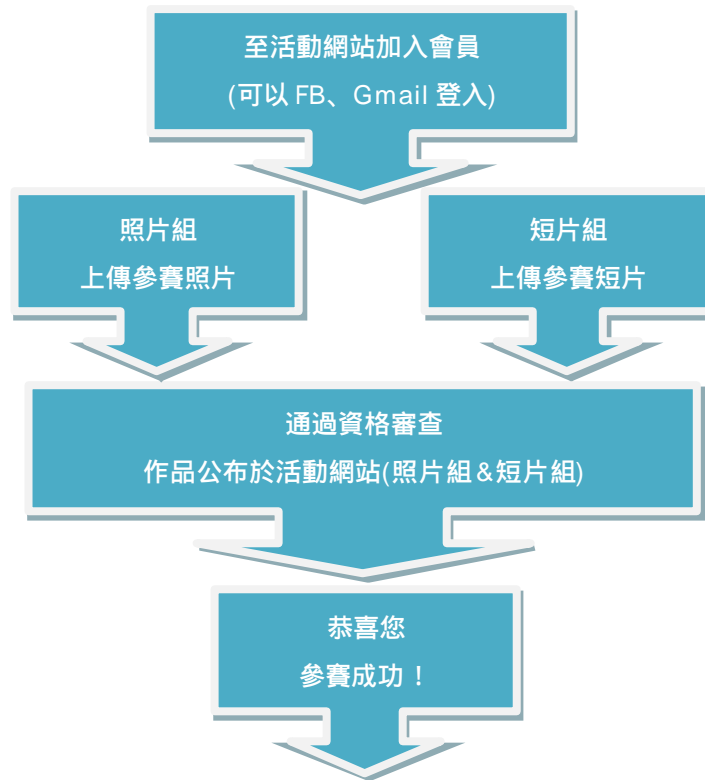 至活動網站加入會員
(可以 FB、Gmail 登入)
照片組
上傳參賽照片
短片組
上傳參賽短片
通過資格審查
作品公布於活動網站(照片組&短片組)
恭喜您
參賽成功！